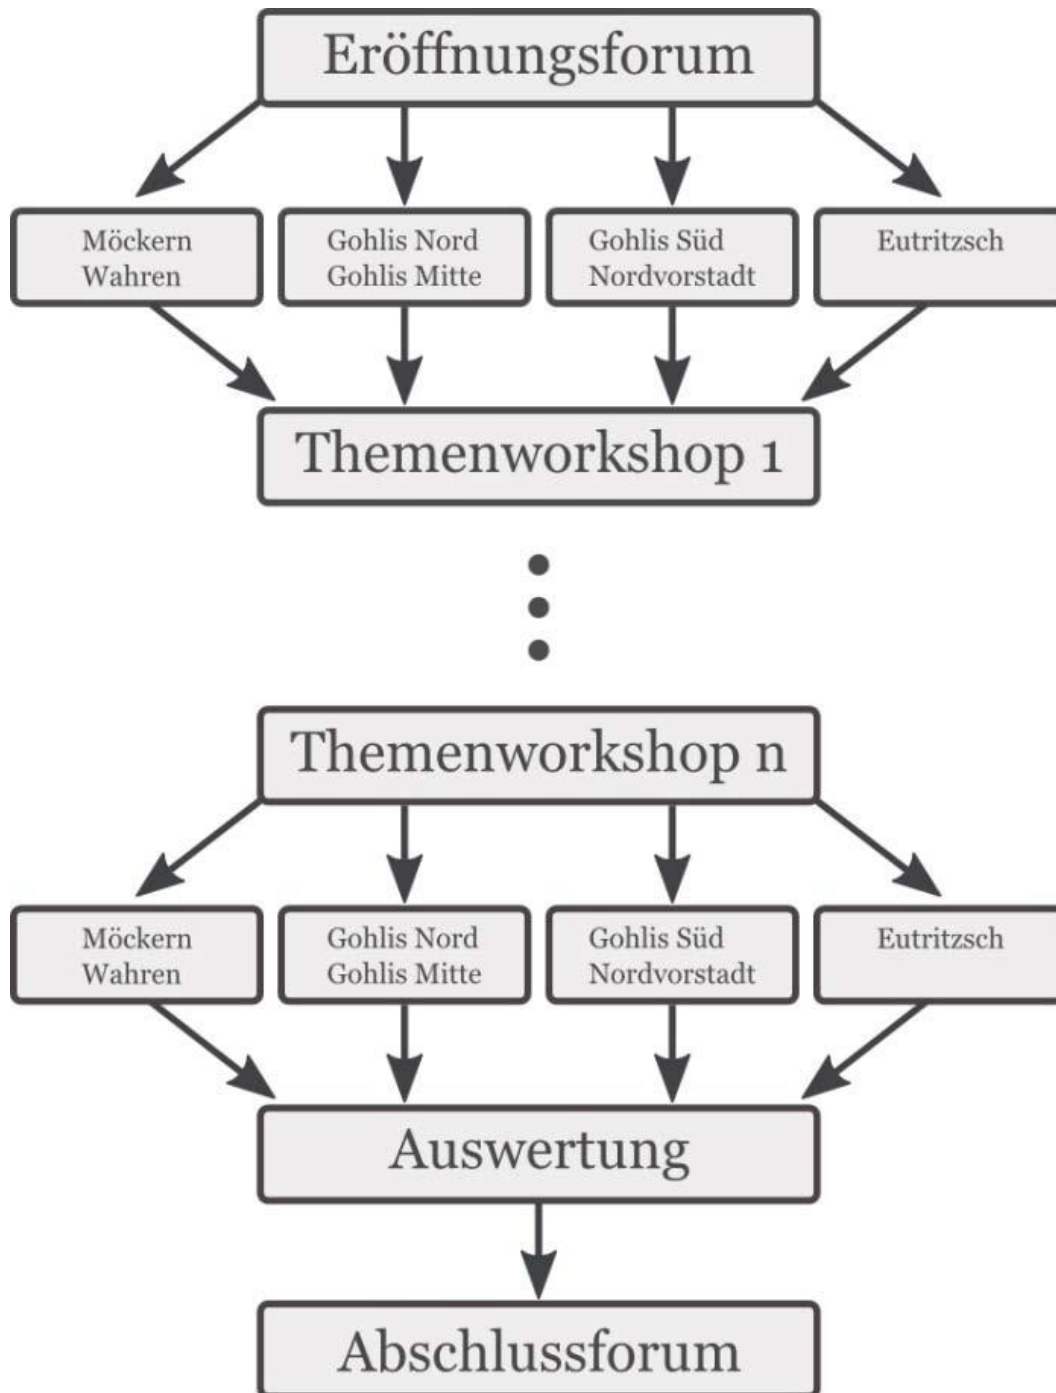 Eröffnungsforum
Möckern
Wahren
Gohlis Nord
Gohlis Mitte
Gohlis Süd
Nordvorstadt
Eutritzsch
Themenworkshop 1
Themenworkshop n
Möckern
Wahren
Gohlis Nord
Gohlis Mitte
Gohlis Süd
Nordvorstadt
Eutritzsch
Auswertung
Abschlussforum